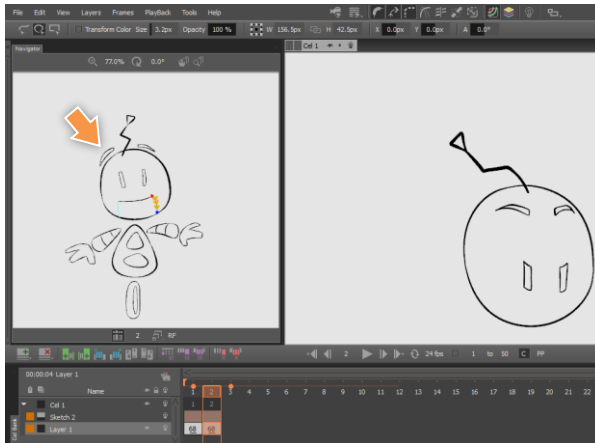 File Edit View Layers Frames PlayBack Tools Help
Transform Color Size 3.2px Opacity 100 % W 156.5px H 42.5px X 0.0px Y 0.0px A 0.0°
Navigator
Cel 1
77.0% 0.0°
2 RF
2 24 fps 1 to 50 C PP
00:00:04 Layer 1
Name
1 2 3 4 5 6 7 8 9 10 11 12 13 14 15 16 17 18 19 20 21 22
Cel 1 1 2
Sketch 2
Layer 1 68 68
Cel Bank